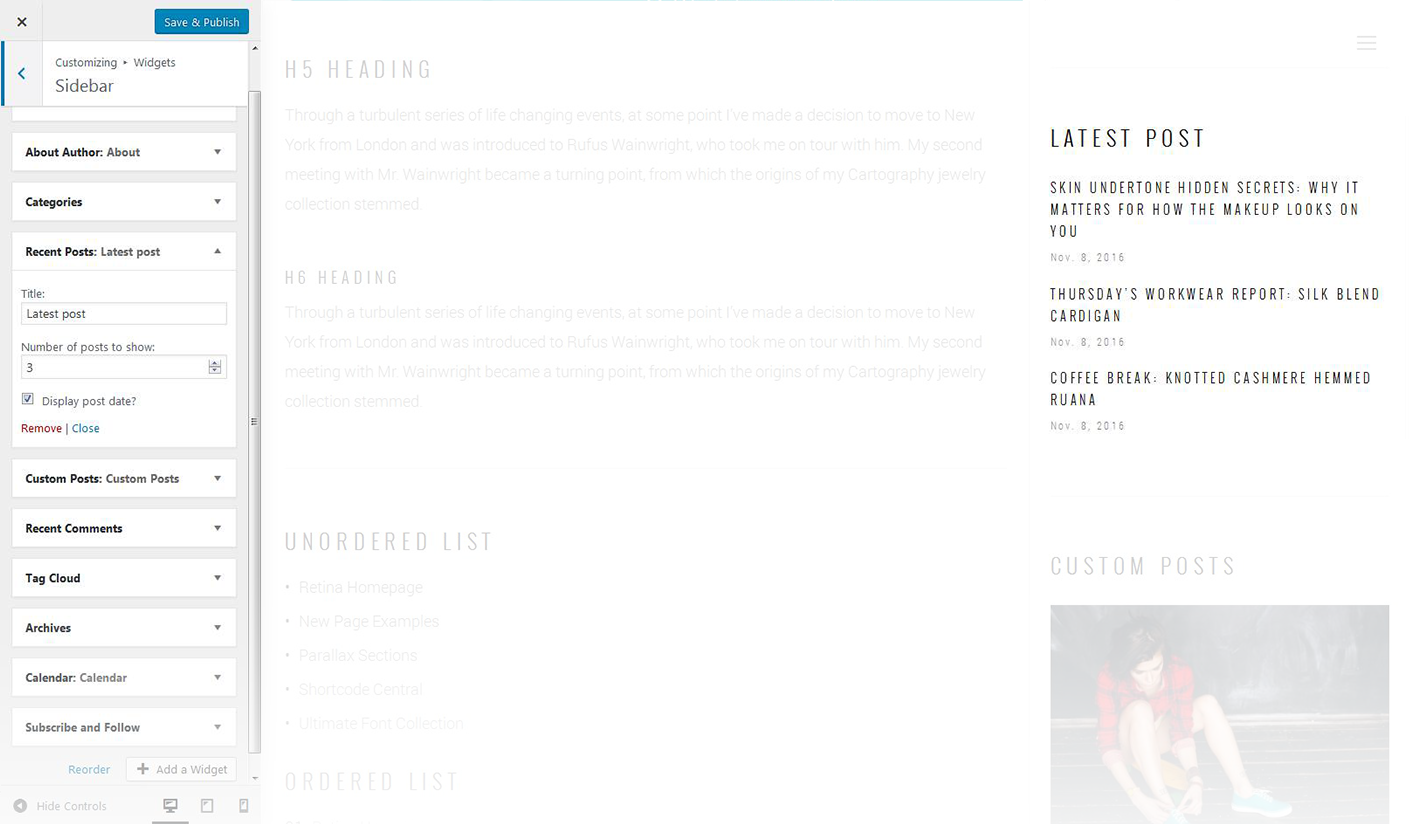 Save & Publish
Customizing ▸ Widgets
Sidebar
About Author: About
Categories
Recent Posts: Latest post
Title:
Latest post
Number of posts to show:
3
Display post date?
Remove | Close
Custom Posts: Custom Posts
Recent Comments
Tag Cloud
Archives
Calendar: Calendar
Subscribe and Follow
Reorder
Add a Widget
Hide Controls
H5 HEADING
Through a turbulent series of life changing events, at some point I've made a decision to move to New
York from London and was introduced to Rufus Wainwright, who took me on tour with him. My second
meeting with Mr. Wainwright became a turning point, from which the origins of my Cartography jewelry
collection stemmed.
H6 HEADING
Through a turbulent series of life changing events, at some point I've made a decision to move to New
York from London and was introduced to Rufus Wainwright, who took me on tour with him. My second
meeting with Mr. Wainwright became a turning point, from which the origins of my Cartography jewelry
collection stemmed.
UNORDERED LIST
• Retina Homepage
• New Page Examples
• Parallax Sections
• Shortcode Central
• Ultimate Font Collection
ORDERED LIST
LATEST POST
SKIN UNDERTONE HIDDEN SECRETS: WHY IT
MATTERS FOR HOW THE MAKEUP LOOKS ON
YOU
Nov. 8, 2016
THURSDAY'S WORKWEAR REPORT: SILK BLEND
CARDIGAN
Nov. 8, 2016
COFFEE BREAK: KNOTTED CASHMERE HEMMED
RUANA
Nov. 8, 2016
CUSTOM POSTS